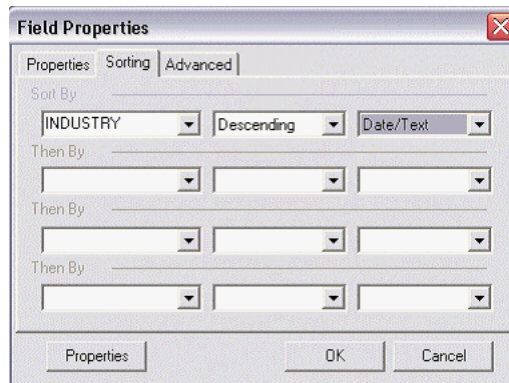 Field Properties
Properties Sorting Advanced
Sort By
INDUSTRY Descending Date/Text
Then By
Then By
Then By
Properties OK Cancel